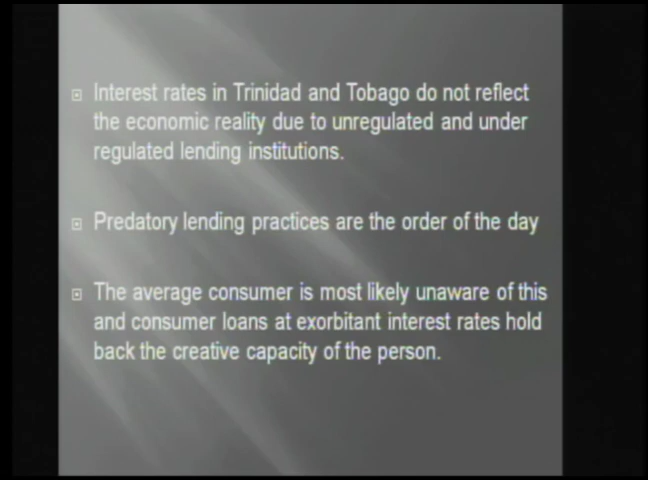 Interest rates in Trinidad and Tobago do not reflect
the economic reality due to unregulated and under
regulated lending institutions.
Predatory lending practices are the order of the day
The average consumer is most likely unaware of this
and consumer loans at exorbitant interest rates hold
back the creative capacity of the person.